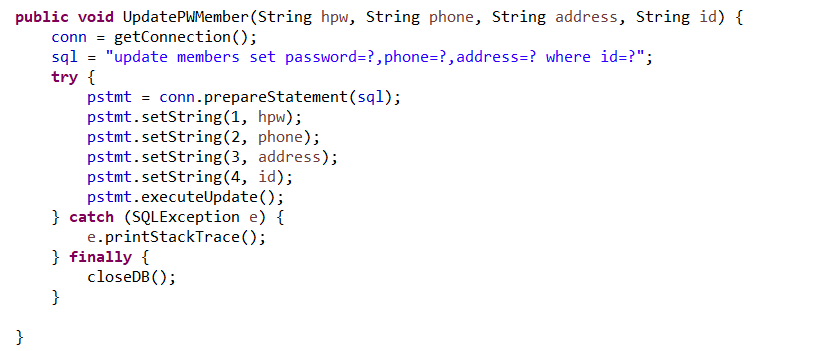 public void UpdatePWMember(String hpw, String phone, String address, String id) {
    conn = getConnection();
    sql = "update members set password=?,phone=?,address=? where id=?";
    try {
        pstmt = conn.prepareStatement(sql);
        pstmt.setString(1, hpw);
        pstmt.setString(2, phone);
        pstmt.setString(3, address);
        pstmt.setString(4, id);
        pstmt.executeUpdate();
    } catch (SQLException e) {
        e.printStackTrace();
    } finally {
        closeDB();
    }
}